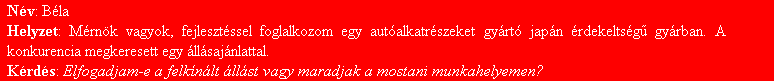 Név: Béla
Helyzet: Mérnök vagyok, fejlesztéssel foglalkozom egy autóalkatrészeket gyártó japán érdekeltségű gyárban. A
konkurencia megkeresett egy állásajánlattal.
Kérdés: Elfogadjam-e a felkínált állást vagy maradjak a mostani munkahelyemen?